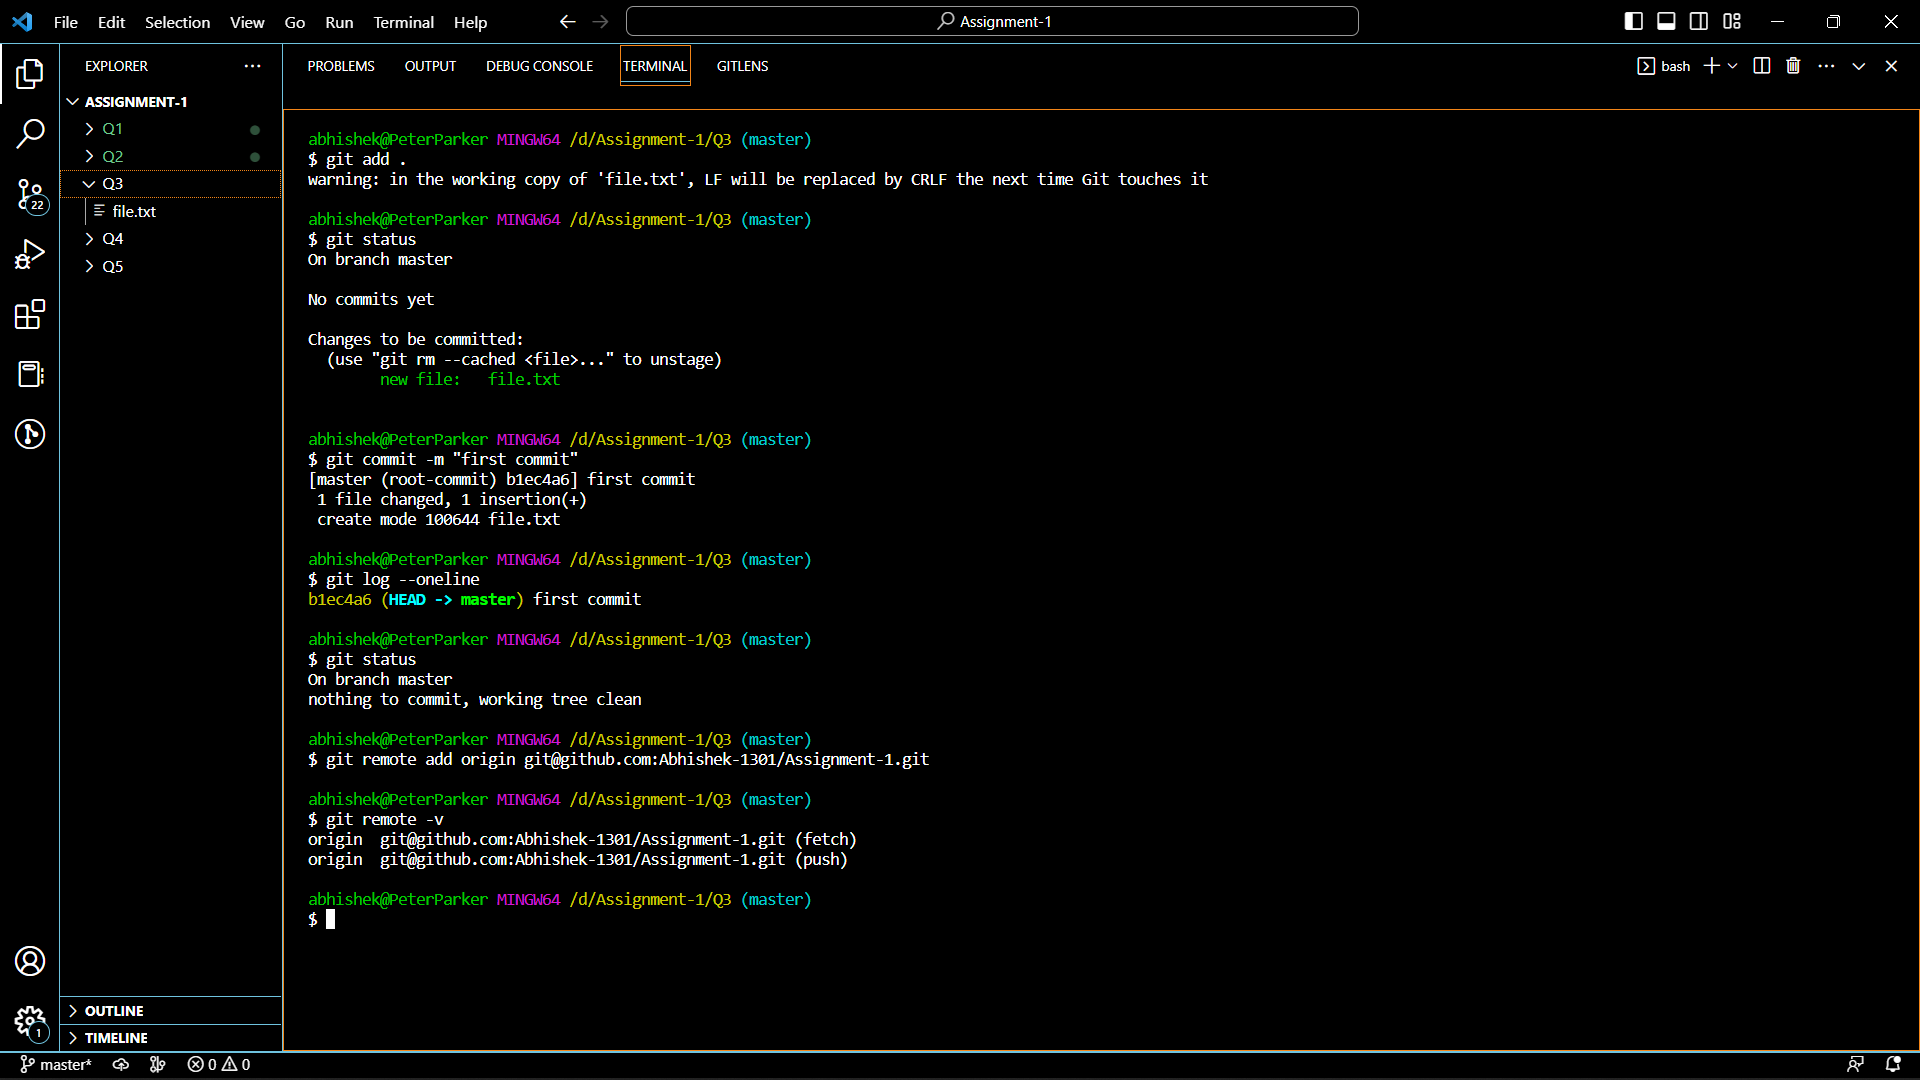 File Edit Selection View Go Run Terminal Help
Assignment-1
EXPLORER
ASSIGNMENT-1
Q1
Q2
Q3
file.txt
Q4
Q5
22
1
OUTLINE
TIMELINE
PROBLEMS OUTPUT DEBUG CONSOLE TERMINAL GITLENS
bash
abhishek@PeterParker MINGW64 /d/Assignment-1/Q3 (master)
$ git add .
warning: in the working copy of 'file.txt', LF will be replaced by CRLF the next time Git touches it
abhishek@PeterParker MINGW64 /d/Assignment-1/Q3 (master)
$ git status
On branch master
No commits yet
Changes to be committed:
  (use "git rm --cached <file>..." to unstage)
        new file:   file.txt
abhishek@PeterParker MINGW64 /d/Assignment-1/Q3 (master)
$ git commit -m "first commit"
[master (root-commit) b1ec4a6] first commit
 1 file changed, 1 insertion(+)
 create mode 100644 file.txt
abhishek@PeterParker MINGW64 /d/Assignment-1/Q3 (master)
$ git log --oneline
b1ec4a6 (HEAD -> master) first commit
abhishek@PeterParker MINGW64 /d/Assignment-1/Q3 (master)
$ git status
On branch master
nothing to commit, working tree clean
abhishek@PeterParker MINGW64 /d/Assignment-1/Q3 (master)
$ git remote add origin git@github.com:Abhishek-1301/Assignment-1.git
abhishek@PeterParker MINGW64 /d/Assignment-1/Q3 (master)
$ git remote -v
origin  git@github.com:Abhishek-1301/Assignment-1.git (fetch)
origin  git@github.com:Abhishek-1301/Assignment-1.git (push)
abhishek@PeterParker MINGW64 /d/Assignment-1/Q3 (master)
$
master* 0 0